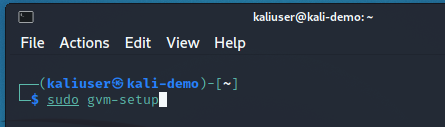 kaliuser@kali-demo: ~
File Actions Edit View Help
(kaliuser㉿kali-demo)-[~]
$ sudo gvm-setup